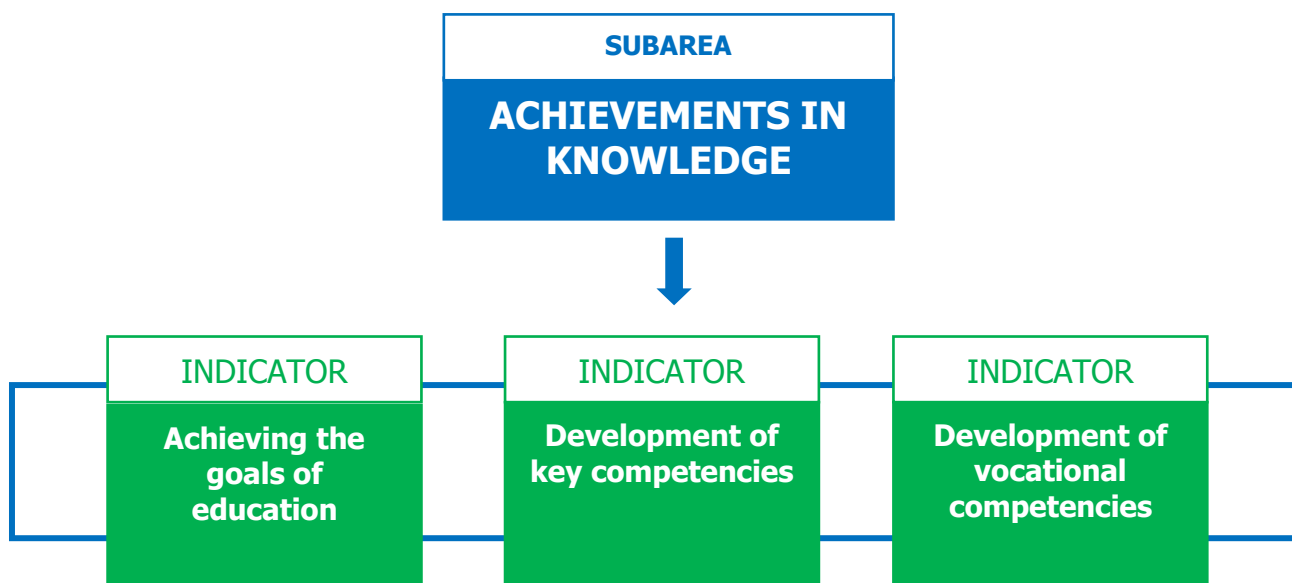 SUBAREA
ACHIEVEMENTS IN
KNOWLEDGE
INDICATOR
Achieving the
goals of
education
INDICATOR
Development of
key competencies
INDICATOR
Development of
vocational
competencies